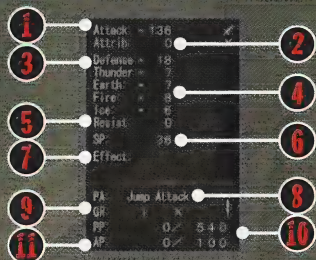 1
Attack = 136
Attrib 0
2
3
Defense = 18
Thunder = 7
Earth = 7
Fire = 8
Ice = 6
4
5
Resist 0
SP 36
6
7
Effect
PA Jump Attack
8
9
GR
PP 0/ 540
10
11
AP 0/ 100